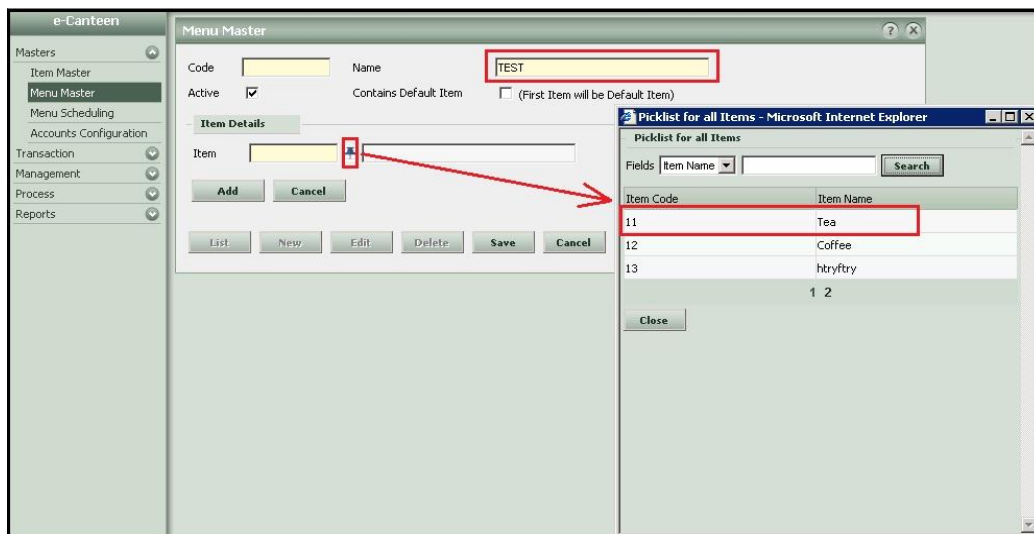 e-Canteen
Masters
Item Master
Menu Master
Menu Scheduling
Accounts Configuration
Transaction
Management
Process
Reports
Menu Master
? X
Code Name TEST
Active Contains Default Item (First Item will be Default Item)
Item Details
Item
Add Cancel
List New Edit Delete Save Cancel
Picklist for all Items - Microsoft Internet Explorer
Picklist for all Items
Fields Item Name Search
Item Code Item Name
11 Tea
12 Coffee
13 htryftry
1 2
Close